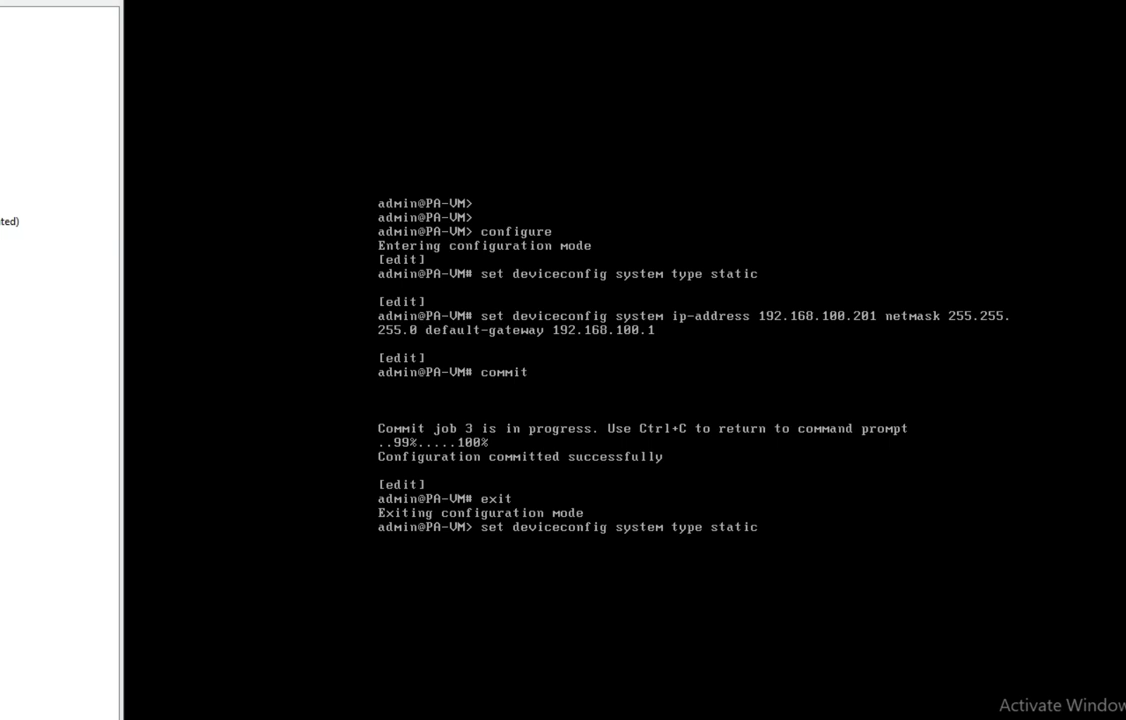 ted)
admin@PA-VM>
admin@PA-VM>
admin@PA-VM> configure
Entering configuration mode
[edit]
admin@PA-VM# set deviceconfig system type static
[edit]
admin@PA-VM# set deviceconfig system ip-address 192.168.100.201 netmask 255.255.
255.0 default-gateway 192.168.100.1
[edit]
admin@PA-VM# commit
Commit job 3 is in progress. Use Ctrl+C to return to command prompt
..99%.....100%
Configuration committed successfully
[edit]
admin@PA-VM# exit
Exiting configuration mode
admin@PA-VM> set deviceconfig system type static
Activate Window